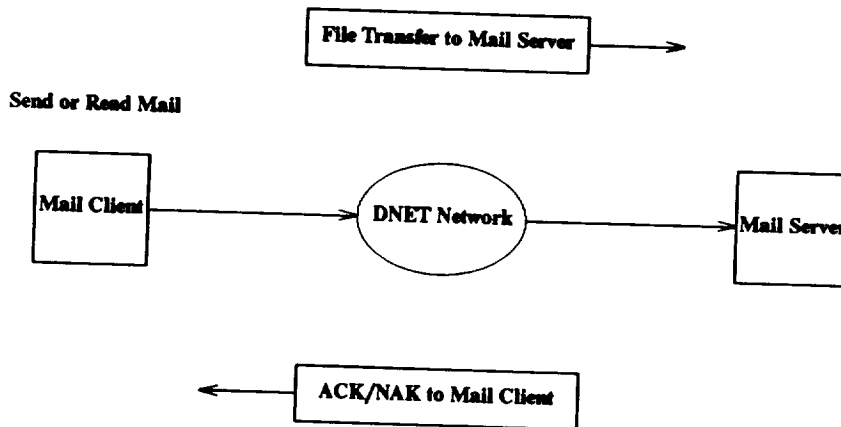 File Transfer to Mail Server
Send or Read Mail
Mail Client
DNET Network
Mail Server
ACK/NAK to Mail Client